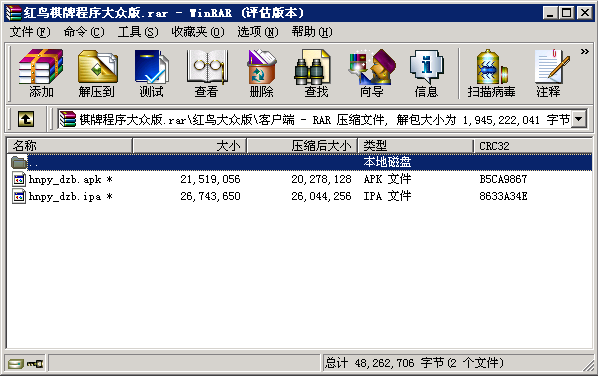 红鸟棋牌程序大众版.rar - WinRAR (评估版本)
文件(F) 命令(C) 工具(S) 收藏夹(O) 选项(N) 帮助(H)
添加 解压到 测试 查看 删除 查找 向导 信息 扫描病毒 注释 »
棋牌程序大众版.rar\红鸟大众版\客户端 - RAR 压缩文件, 解包大小为 1,945,222,041 字节
名称 大小 压缩后大小 类型 CRC32
.. 本地磁盘
hnpy_dzb.apk * 21,519,056 20,278,128 APK 文件 B5CA9867
hnpy_dzb.ipa * 26,743,650 26,044,256 IPA 文件 8633A34E
总计 48,262,706 字节(2 个文件)